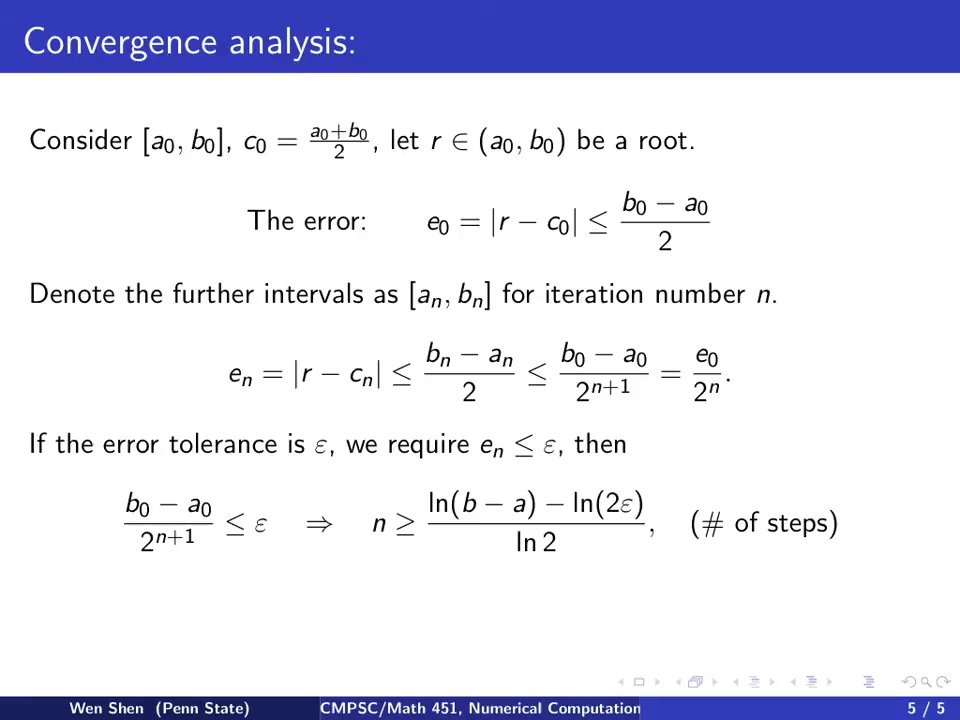 Convergence analysis:
Consider [a₀, b₀], c₀ = (a₀+b₀)/2, let r ∈ (a₀, b₀) be a root.
The error: e₀ = |r − c₀| ≤ (b₀ − a₀)/2
Denote the further intervals as [aₙ, bₙ] for iteration number n.
eₙ = |r − cₙ| ≤ (bₙ − aₙ)/2 ≤ (b₀ − a₀)/2ⁿ⁺¹ = e₀/2ⁿ.
If the error tolerance is ε, we require eₙ ≤ ε, then
(b₀ − a₀)/2ⁿ⁺¹ ≤ ε ⇒ n ≥ (ln(b − a) − ln(2ε))/ln 2, (# of steps)
Wen Shen (Penn State) CMPSC/Math 451, Numerical Computation 5 / 5